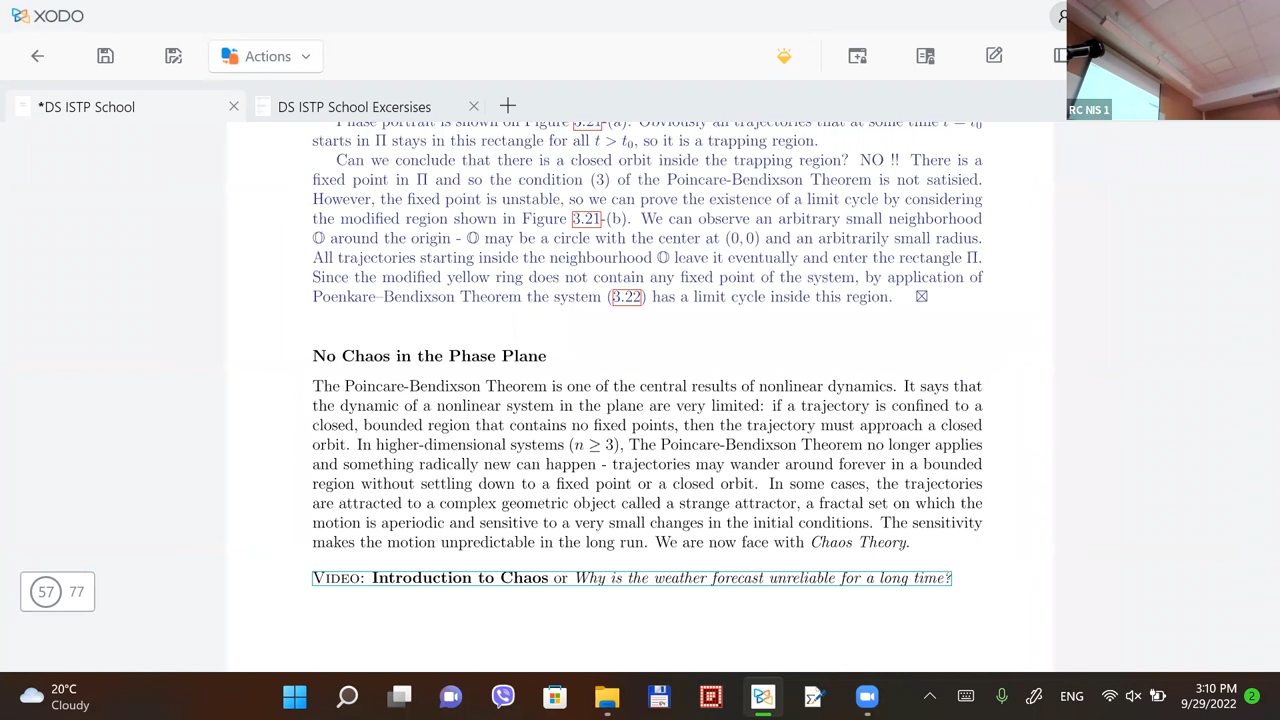 XODO
Actions
*DS ISTP School
DS ISTP School Excersises
RC NIS 1
Phase portrait is shown on Figure 3.21-(a). Obviously all trajectories that at some time t = t0
starts in Π stays in this rectangle for all t > t0, so it is a trapping region.
Can we conclude that there is a closed orbit inside the trapping region? NO !! There is a
fixed point in Π and so the condition (3) of the Poincare-Bendixson Theorem is not satisied.
However, the fixed point is unstable, so we can prove the existence of a limit cycle by considering
the modified region shown in Figure 3.21-(b). We can observe an arbitrary small neighborhood
𝕆 around the origin - 𝕆 may be a circle with the center at (0, 0) and an arbitrarily small radius.
All trajectories starting inside the neighbourhood 𝕆 leave it eventually and enter the rectangle Π.
Since the modified yellow ring does not contain any fixed point of the system, by application of
Poenkare–Bendixson Theorem the system (3.22) has a limit cycle inside this region. ⊠
No Chaos in the Phase Plane
The Poincare-Bendixson Theorem is one of the central results of nonlinear dynamics. It says that
the dynamic of a nonlinear system in the plane are very limited: if a trajectory is confined to a
closed, bounded region that contains no fixed points, then the trajectory must approach a closed
orbit. In higher-dimensional systems (n ≥ 3), The Poincare-Bendixson Theorem no longer applies
and something radically new can happen - trajectories may wander around forever in a bounded
region without settling down to a fixed point or a closed orbit. In some cases, the trajectories
are attracted to a complex geometric object called a strange attractor, a fractal set on which the
motion is aperiodic and sensitive to a very small changes in the initial conditions. The sensitivity
makes the motion unpredictable in the long run. We are now face with Chaos Theory.
VIDEO: Introduction to Chaos or Why is the weather forecast unreliable for a long time?
57 77
20°C
Cloudy
ENG
3:10 PM
9/29/2022
2